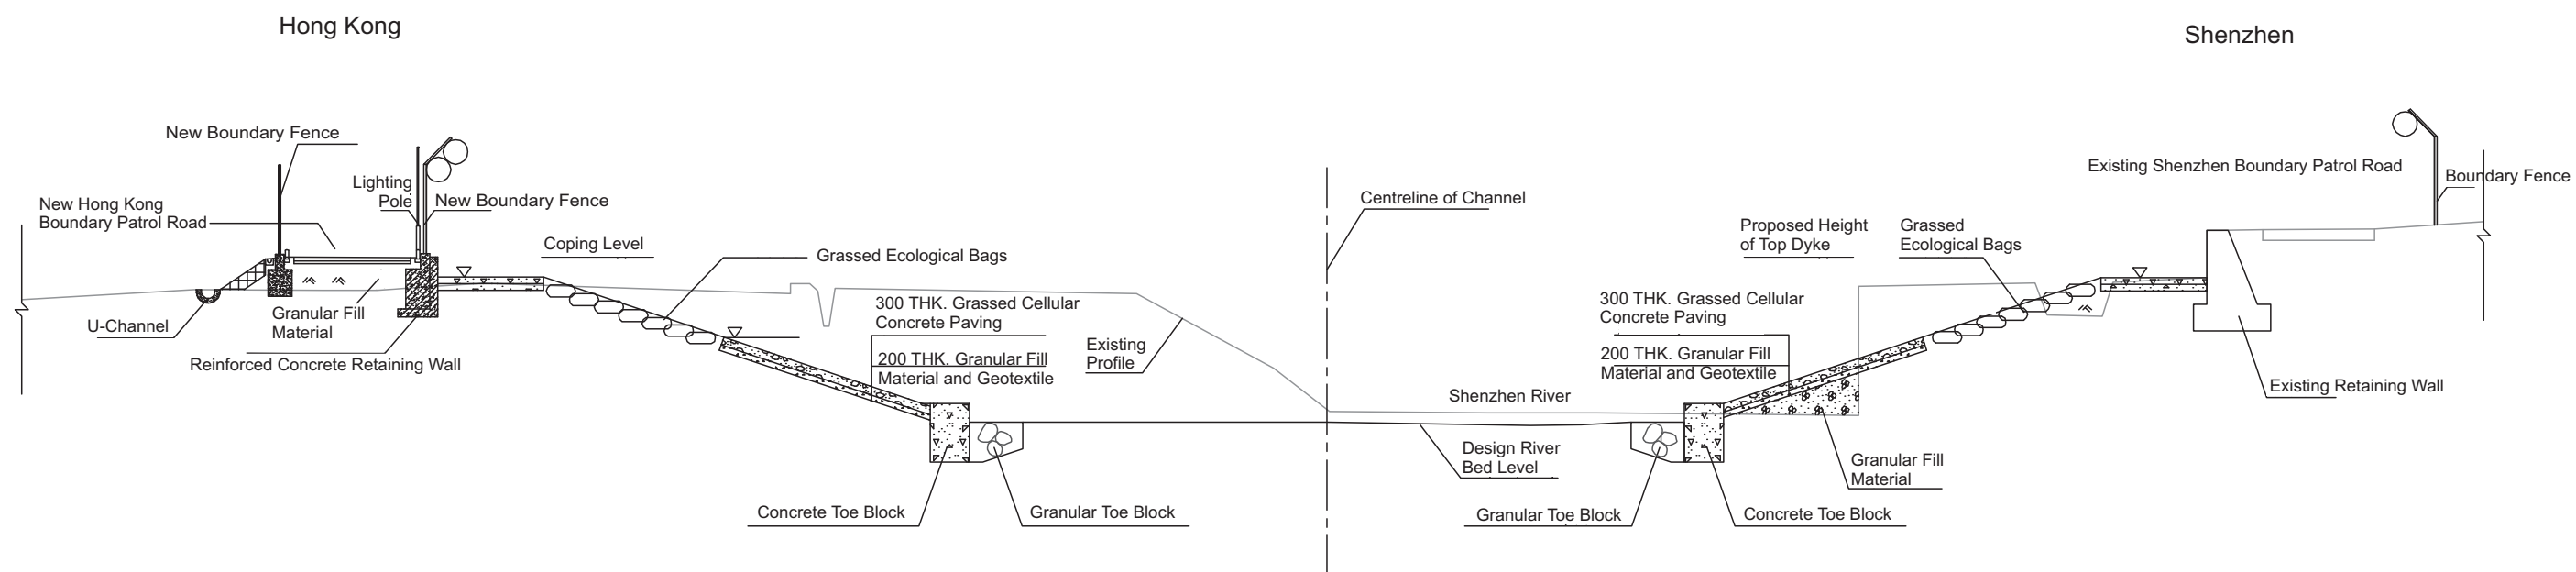 Hong Kong
Shenzhen
New Boundary Fence
Lighting
Pole
New Boundary Fence
New Hong Kong
Boundary Patrol Road
Coping Level
Grassed Ecological Bags
U-Channel
Granular Fill
Material
Reinforced Concrete Retaining Wall
300 THK. Grassed Cellular
Concrete Paving
200 THK. Granular Fill
Material and Geotextile
Existing
Profile
Concrete Toe Block
Granular Toe Block
Centreline of Channel
Shenzhen River
Design River
Bed Level
300 THK. Grassed Cellular
Concrete Paving
200 THK. Granular Fill
Material and Geotextile
Proposed Height
of Top Dyke
Grassed
Ecological Bags
Granular Toe Block
Concrete Toe Block
Granular Fill
Material
Existing Shenzhen Boundary Patrol Road
Boundary Fence
Existing Retaining Wall